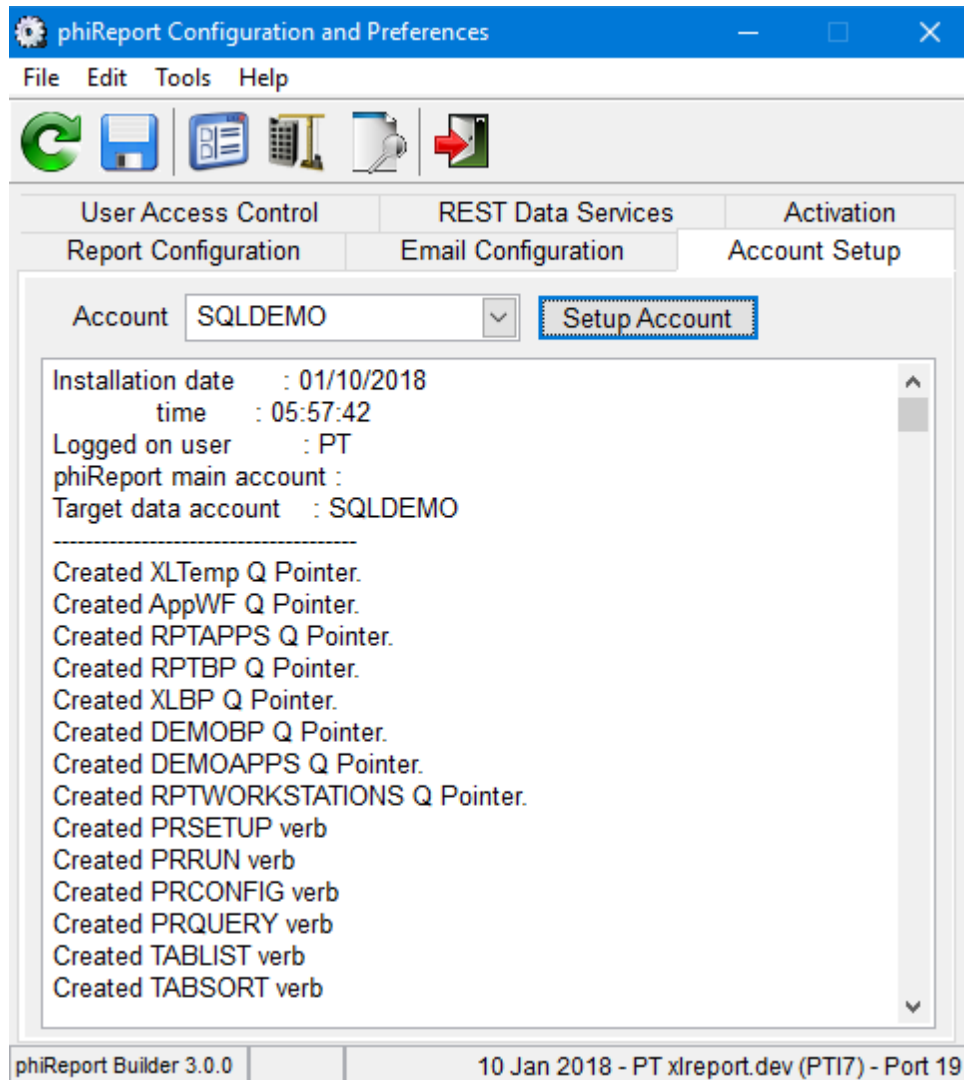 phiReport Configuration and Preferences
File Edit Tools Help
User Access Control REST Data Services Activation
Report Configuration Email Configuration Account Setup
Account SQLDEMO Setup Account
Installation date : 01/10/2018
time : 05:57:42
Logged on user : PT
phiReport main account :
Target data account : SQLDEMO
--------------------------------------
Created XLTemp Q Pointer.
Created AppWF Q Pointer.
Created RPTAPPS Q Pointer.
Created RPTBP Q Pointer.
Created XLBP Q Pointer.
Created DEMOBP Q Pointer.
Created DEMOAPPS Q Pointer.
Created RPTWORKSTATIONS Q Pointer.
Created PRSETUP verb
Created PRRUN verb
Created PRCONFIG verb
Created PRQUERY verb
Created TABLIST verb
Created TABSORT verb
phiReport Builder 3.0.0 10 Jan 2018 - PT xlreport.dev (PTI7) - Port 19